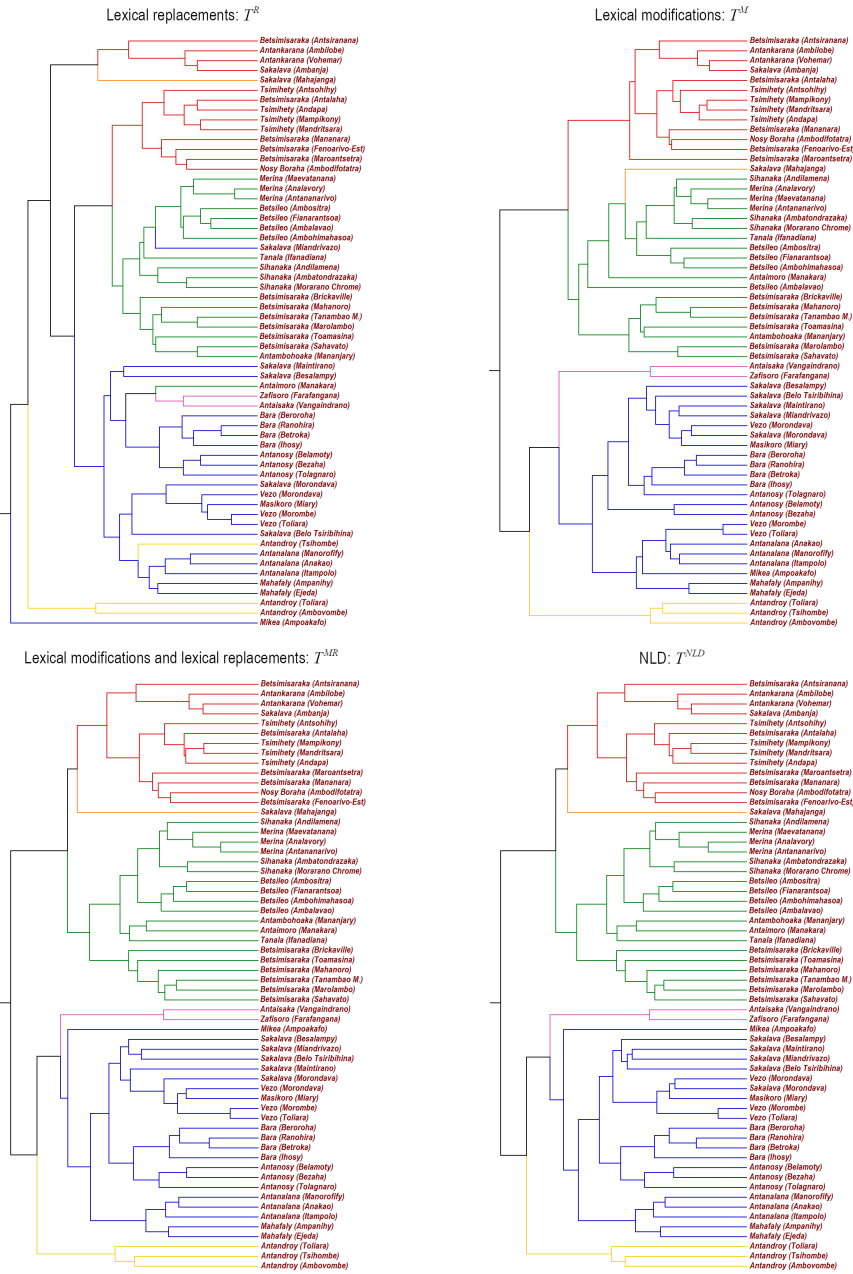 Lexical replacements: T^R
Betsimisaraka (Antsiranana)
Antankarana (Ambilobe)
Antankarana (Vohemar)
Sakalava (Ambanja)
Sakalava (Mahajanga)
Tsimihety (Antsohihy)
Betsimisaraka (Antalaha)
Tsimihety (Andapa)
Tsimihety (Mampikony)
Tsimihety (Mandritsara)
Betsimisaraka (Mananara)
Betsimisaraka (Fenoarivo-Est)
Betsimisaraka (Maroantsetra)
Nosy Boraha (Ambodifotatra)
Merina (Maevatanana)
Merina (Analavory)
Merina (Antananarivo)
Betsileo (Ambositra)
Betsileo (Fianarantsoa)
Betsileo (Ambalavao)
Betsileo (Ambohimahasoa)
Sakalava (Miandrivazo)
Tanala (Ifanadiana)
Sihanaka (Andilamena)
Sihanaka (Ambatondrazaka)
Sihanaka (Morarano Chrome)
Betsimisaraka (Brickaville)
Betsimisaraka (Mahanoro)
Betsimisaraka (Tanambao M.)
Betsimisaraka (Marolambo)
Betsimisaraka (Toamasina)
Betsimisaraka (Sahavato)
Antambohoaka (Mananjary)
Sakalava (Maintirano)
Sakalava (Besalampy)
Antaimoro (Manakara)
Zafisoro (Farafangana)
Antaisaka (Vangaindrano)
Bara (Beroroha)
Bara (Ranohira)
Bara (Betroka)
Bara (Ihosy)
Antanosy (Belamoty)
Antanosy (Bezaha)
Antanosy (Tolagnaro)
Sakalava (Morondava)
Vezo (Morondava)
Masikoro (Miary)
Vezo (Morombe)
Vezo (Toliara)
Sakalava (Belo Tsiribihina)
Antandroy (Tsihombe)
Antanalana (Manorofify)
Antanalana (Anakao)
Antanalana (Itampolo)
Mahafaly (Ampanihy)
Mahafaly (Ejeda)
Antandroy (Toliara)
Antandroy (Ambovombe)
Mikea (Ampoakafo)
Lexical modifications: T^M
Betsimisaraka (Antsiranana)
Antankarana (Ambilobe)
Antankarana (Vohemar)
Sakalava (Ambanja)
Betsimisaraka (Antalaha)
Tsimihety (Antsohihy)
Tsimihety (Mampikony)
Tsimihety (Mandritsara)
Tsimihety (Andapa)
Betsimisaraka (Mananara)
Nosy Boraha (Ambodifotatra)
Betsimisaraka (Fenoarivo-Est)
Betsimisaraka (Maroantsetra)
Sakalava (Mahajanga)
Sihanaka (Andilamena)
Merina (Analavory)
Merina (Maevatanana)
Merina (Antananarivo)
Sihanaka (Ambatondrazaka)
Sihanaka (Morarano Chrome)
Tanala (Ifanadiana)
Betsileo (Ambositra)
Betsileo (Fianarantsoa)
Betsileo (Ambohimahasoa)
Antaimoro (Manakara)
Betsileo (Ambalavao)
Betsimisaraka (Brickaville)
Betsimisaraka (Mahanoro)
Betsimisaraka (Tanambao M.)
Betsimisaraka (Toamasina)
Antambohoaka (Mananjary)
Betsimisaraka (Marolambo)
Betsimisaraka (Sahavato)
Antaisaka (Vangaindrano)
Zafisoro (Farafangana)
Sakalava (Besalampy)
Sakalava (Belo Tsiribihina)
Sakalava (Maintirano)
Sakalava (Miandrivazo)
Vezo (Morondava)
Sakalava (Morondava)
Masikoro (Miary)
Bara (Beroroha)
Bara (Ranohira)
Bara (Betroka)
Bara (Ihosy)
Antanosy (Tolagnaro)
Antanosy (Belamoty)
Antanosy (Bezaha)
Vezo (Morombe)
Vezo (Toliara)
Antanalana (Anakao)
Antanalana (Manorofify)
Antanalana (Itampolo)
Mikea (Ampoakafo)
Mahafaly (Ampanihy)
Mahafaly (Ejeda)
Antandroy (Toliara)
Antandroy (Tsihombe)
Antandroy (Ambovombe)
Lexical modifications and lexical replacements: T^MR
Betsimisaraka (Antsiranana)
Antankarana (Ambilobe)
Antankarana (Vohemar)
Sakalava (Ambanja)
Tsimihety (Antsohihy)
Betsimisaraka (Antalaha)
Tsimihety (Mampikony)
Tsimihety (Mandritsara)
Tsimihety (Andapa)
Betsimisaraka (Maroantsetra)
Betsimisaraka (Mananara)
Nosy Boraha (Ambodifotatra)
Betsimisaraka (Fenoarivo-Est)
Sakalava (Mahajanga)
Sihanaka (Andilamena)
Merina (Maevatanana)
Merina (Analavory)
Merina (Antananarivo)
Sihanaka (Ambatondrazaka)
Sihanaka (Morarano Chrome)
Betsileo (Ambositra)
Betsileo (Fianarantsoa)
Betsileo (Ambohimahasoa)
Betsileo (Ambalavao)
Antambohoaka (Mananjary)
Antaimoro (Manakara)
Tanala (Ifanadiana)
Betsimisaraka (Brickaville)
Betsimisaraka (Toamasina)
Betsimisaraka (Mahanoro)
Betsimisaraka (Tanambao M.)
Betsimisaraka (Marolambo)
Betsimisaraka (Sahavato)
Antaisaka (Vangaindrano)
Zafisoro (Farafangana)
Mikea (Ampoakafo)
Sakalava (Besalampy)
Sakalava (Miandrivazo)
Sakalava (Belo Tsiribihina)
Sakalava (Maintirano)
Sakalava (Morondava)
Vezo (Morondava)
Masikoro (Miary)
Vezo (Morombe)
Vezo (Toliara)
Bara (Beroroha)
Bara (Ranohira)
Bara (Betroka)
Bara (Ihosy)
Antanosy (Belamoty)
Antanosy (Bezaha)
Antanosy (Tolagnaro)
Antanalana (Manorofify)
Antanalana (Anakao)
Antanalana (Itampolo)
Mahafaly (Ampanihy)
Mahafaly (Ejeda)
Antandroy (Toliara)
Antandroy (Tsihombe)
Antandroy (Ambovombe)
NLD: T^NLD
Betsimisaraka (Antsiranana)
Antankarana (Ambilobe)
Antankarana (Vohemar)
Sakalava (Ambanja)
Tsimihety (Antsohihy)
Betsimisaraka (Antalaha)
Tsimihety (Mampikony)
Tsimihety (Mandritsara)
Tsimihety (Andapa)
Betsimisaraka (Maroantsetra)
Betsimisaraka (Mananara)
Nosy Boraha (Ambodifotatra)
Betsimisaraka (Fenoarivo-Est)
Sakalava (Mahajanga)
Sihanaka (Andilamena)
Merina (Maevatanana)
Merina (Analavory)
Merina (Antananarivo)
Sihanaka (Ambatondrazaka)
Sihanaka (Morarano Chrome)
Betsileo (Ambositra)
Betsileo (Fianarantsoa)
Betsileo (Ambohimahasoa)
Betsileo (Ambalavao)
Antambohoaka (Mananjary)
Antaimoro (Manakara)
Tanala (Ifanadiana)
Betsimisaraka (Brickaville)
Betsimisaraka (Toamasina)
Betsimisaraka (Mahanoro)
Betsimisaraka (Tanambao M.)
Betsimisaraka (Marolambo)
Betsimisaraka (Sahavato)
Antaisaka (Vangaindrano)
Zafisoro (Farafangana)
Mikea (Ampoakafo)
Sakalava (Besalampy)
Sakalava (Maintirano)
Sakalava (Miandrivazo)
Sakalava (Belo Tsiribihina)
Vezo (Morondava)
Sakalava (Morondava)
Masikoro (Miary)
Vezo (Morombe)
Vezo (Toliara)
Bara (Beroroha)
Bara (Ranohira)
Bara (Betroka)
Bara (Ihosy)
Antanosy (Belamoty)
Antanosy (Bezaha)
Antanosy (Tolagnaro)
Antanalana (Manorofify)
Antanalana (Anakao)
Antanalana (Itampolo)
Mahafaly (Ampanihy)
Mahafaly (Ejeda)
Antandroy (Toliara)
Antandroy (Tsihombe)
Antandroy (Ambovombe)